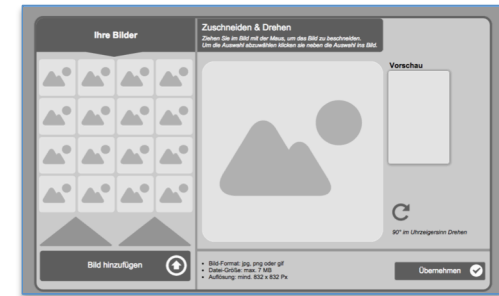 Ihre Bilder
Zuschneiden & Drehen
Ziehen Sie im Bild mit der Maus, um das Bild zu beschneiden.
Um die Auswahl abzuwählen klicken sie neben die Auswahl ins Bild.
Vorschau
90° im Uhrzeigersinn Drehen
Bild hinzufügen
• Bild-Format: jpg, png oder gif
• Datei-Größe: max. 7 MB
• Auflösung: mind. 832 x 832 Px
Übernehmen